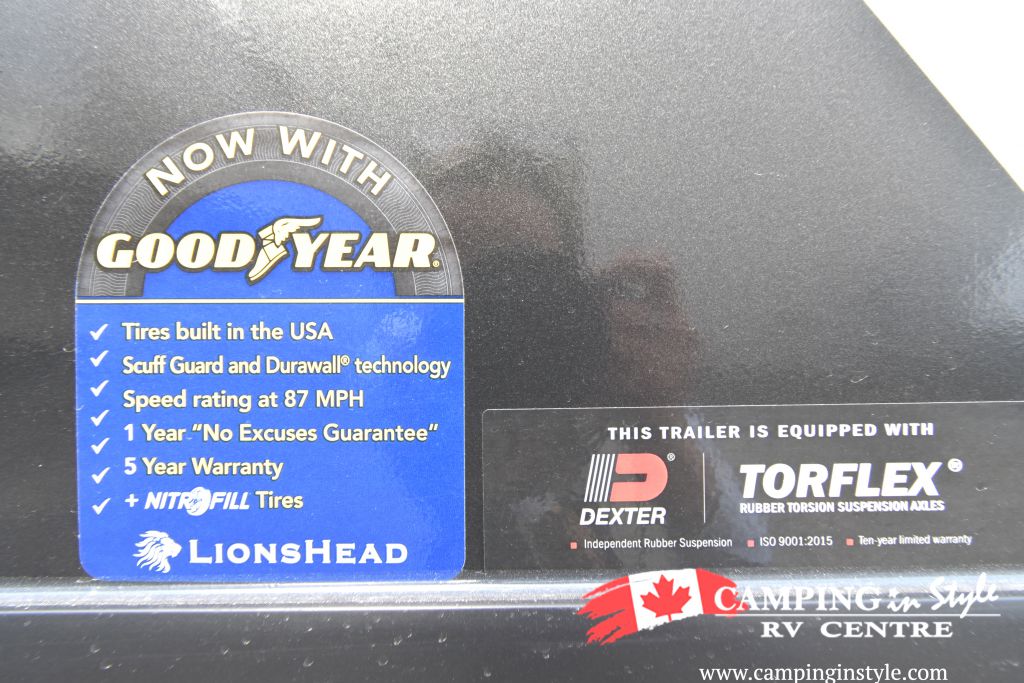 NOW WITH
GOODYEAR®
Tires built in the USA
Scuff Guard and Durawall® technology
Speed rating at 87 MPH
1 Year “No Excuses Guarantee”
5 Year Warranty
+ NITROFILL Tires
LIONSHEAD
THIS TRAILER IS EQUIPPED WITH
DEXTER®
TORFLEX®
RUBBER TORSION SUSPENSION AXLES
Independent Rubber Suspension ISO 9001:2015 Ten-year limited warranty
CAMPING in Style
RV CENTRE
www.campinginstyle.com